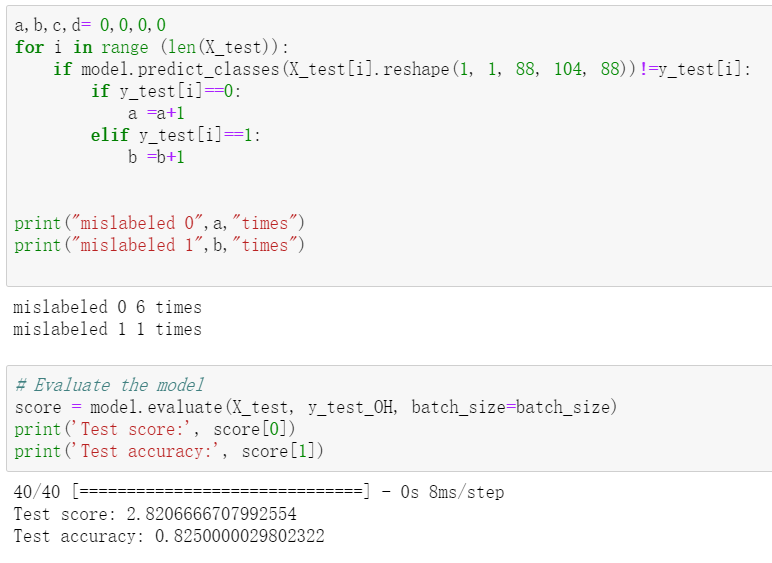 a,b,c,d= 0,0,0,0
for i in range (len(X_test)):
    if model.predict_classes(X_test[i].reshape(1, 1, 88, 104, 88))!=y_test[i]:
        if y_test[i]==0:
            a =a+1
        elif y_test[i]==1:
            b =b+1
print("mislabeled 0",a,"times")
print("mislabeled 1",b,"times")
mislabeled 0 6 times
mislabeled 1 1 times
# Evaluate the model
score = model.evaluate(X_test, y_test_OH, batch_size=batch_size)
print('Test score:', score[0])
print('Test accuracy:', score[1])
40/40 [==============================] - 0s 8ms/step
Test score: 2.8206666707992554
Test accuracy: 0.8250000029802322